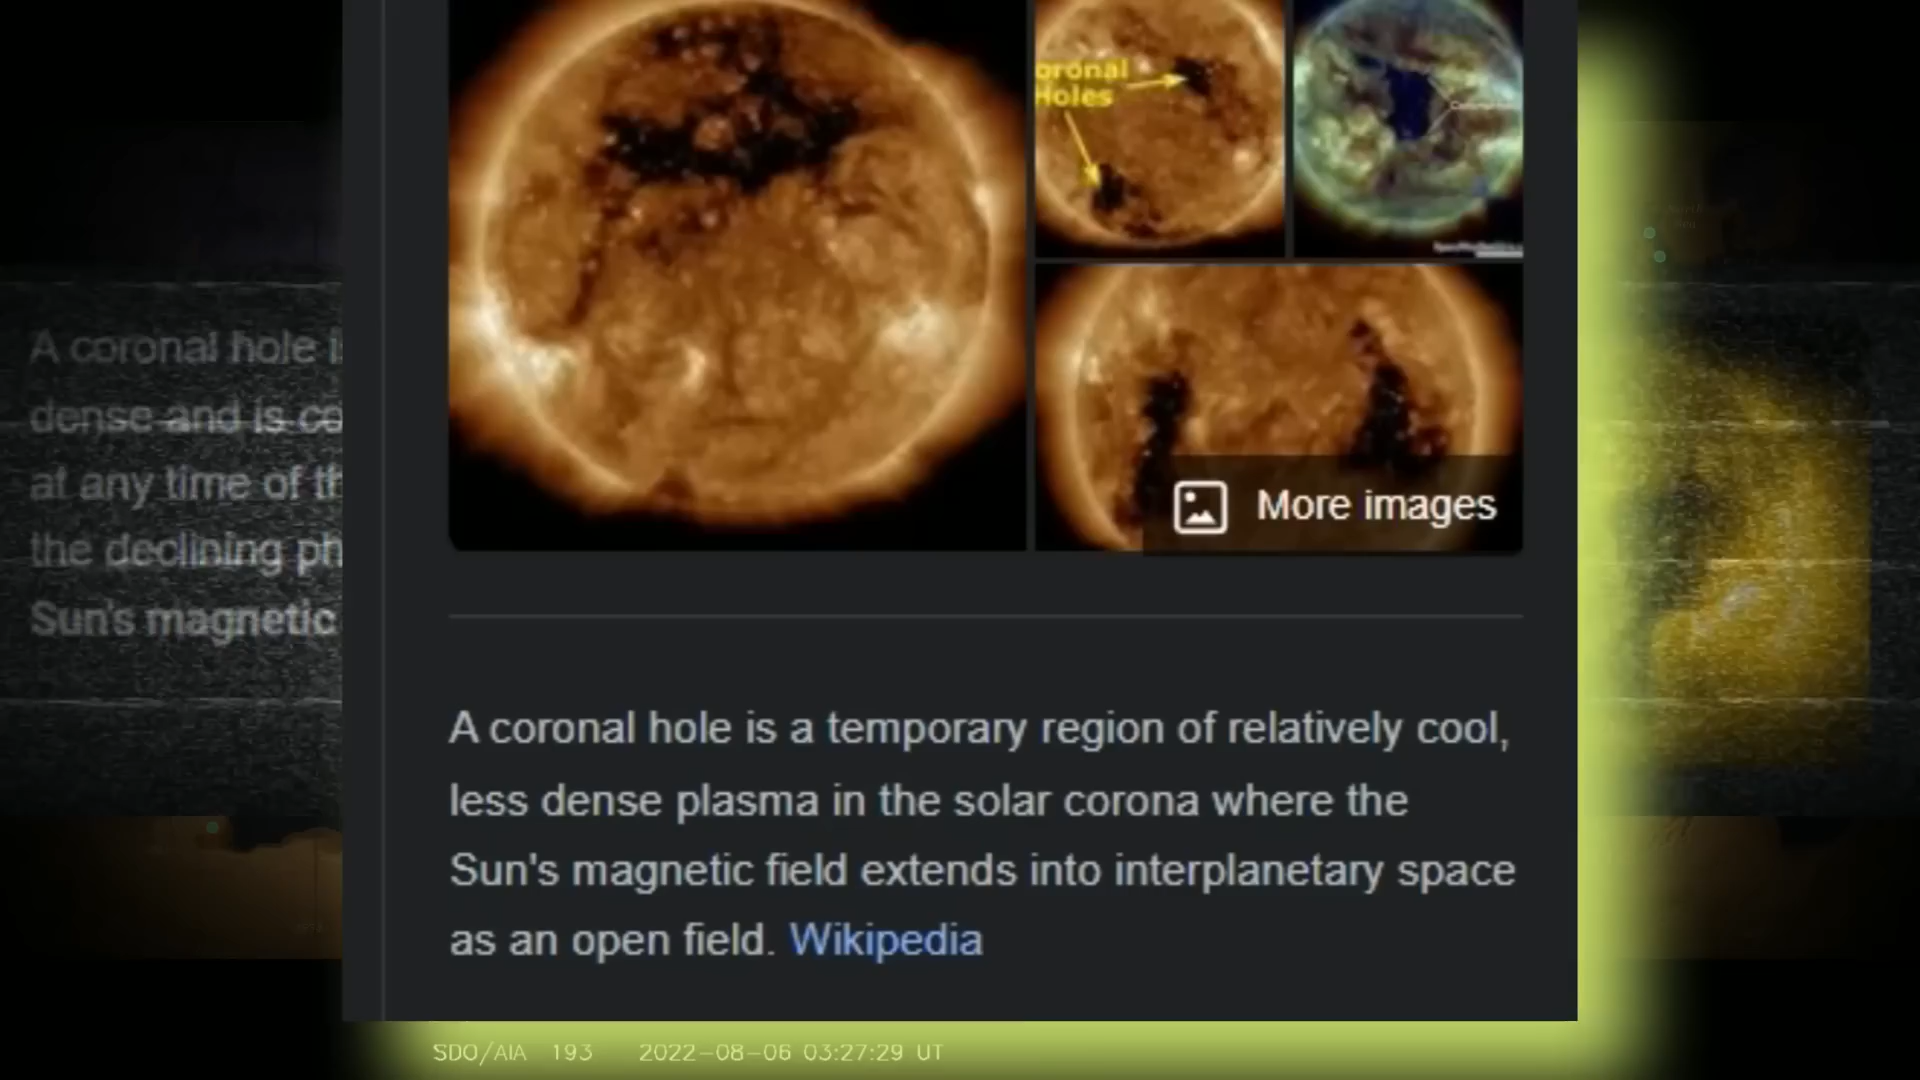 oronal
Holes
More images
A coronal hole i
dense and is co
at any time of th
the declining ph
Sun's magnetic
A coronal hole is a temporary region of relatively cool,
less dense plasma in the solar corona where the
Sun's magnetic field extends into interplanetary space
as an open field. Wikipedia
SDO/AIA 193 2022-08-06 03:27:29 UT